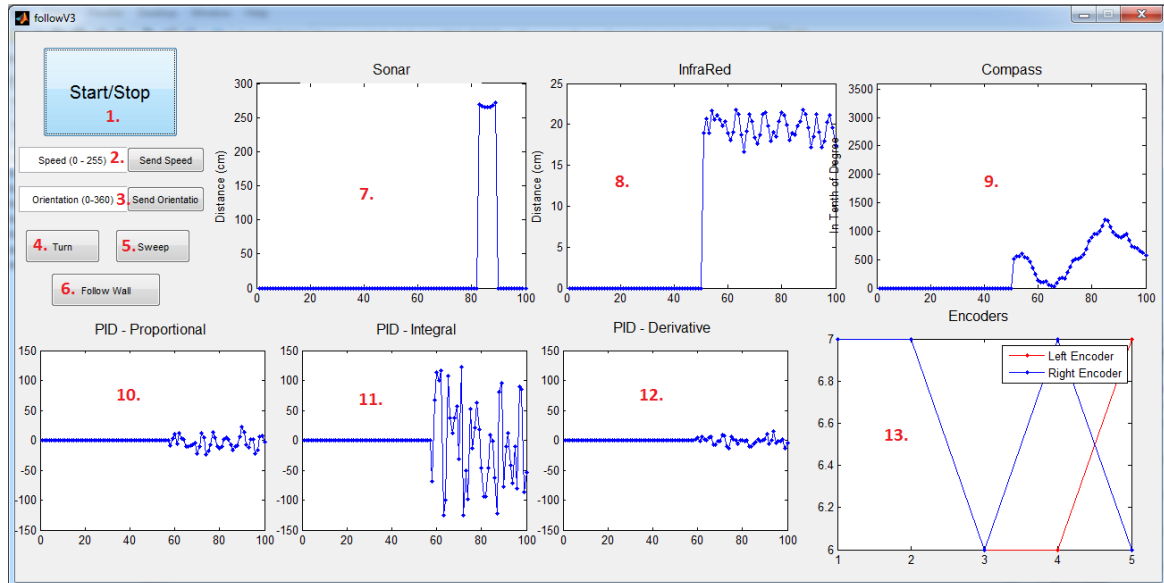 followV3
Start/Stop
1.
Speed (0 - 255) 2. Send Speed
Orientation (0-360) 3. Send Orientatio
4. Turn
5. Sweep
6. Follow Wall
Sonar
300
250
200
150
100
50
0
Distance (cm)
7.
0 20 40 60 80 100
InfraRed
25
20
15
10
5
0
Distance (cm)
8.
0 20 40 60 80 100
Compass
3500
3000
2500
2000
1500
1000
500
0
In Tenth of Degree
9.
0 20 40 60 80 100
PID - Proportional
150
100
50
0
-50
-100
-150
10.
0 20 40 60 80 100
PID - Integral
150
100
50
0
-50
-100
-150
11.
0 20 40 60 80 100
PID - Derivative
150
100
50
0
-50
-100
-150
12.
0 20 40 60 80 100
Encoders
7
6.8
6.6
6.4
6.2
6
Left Encoder
Right Encoder
13.
1 2 3 4 5